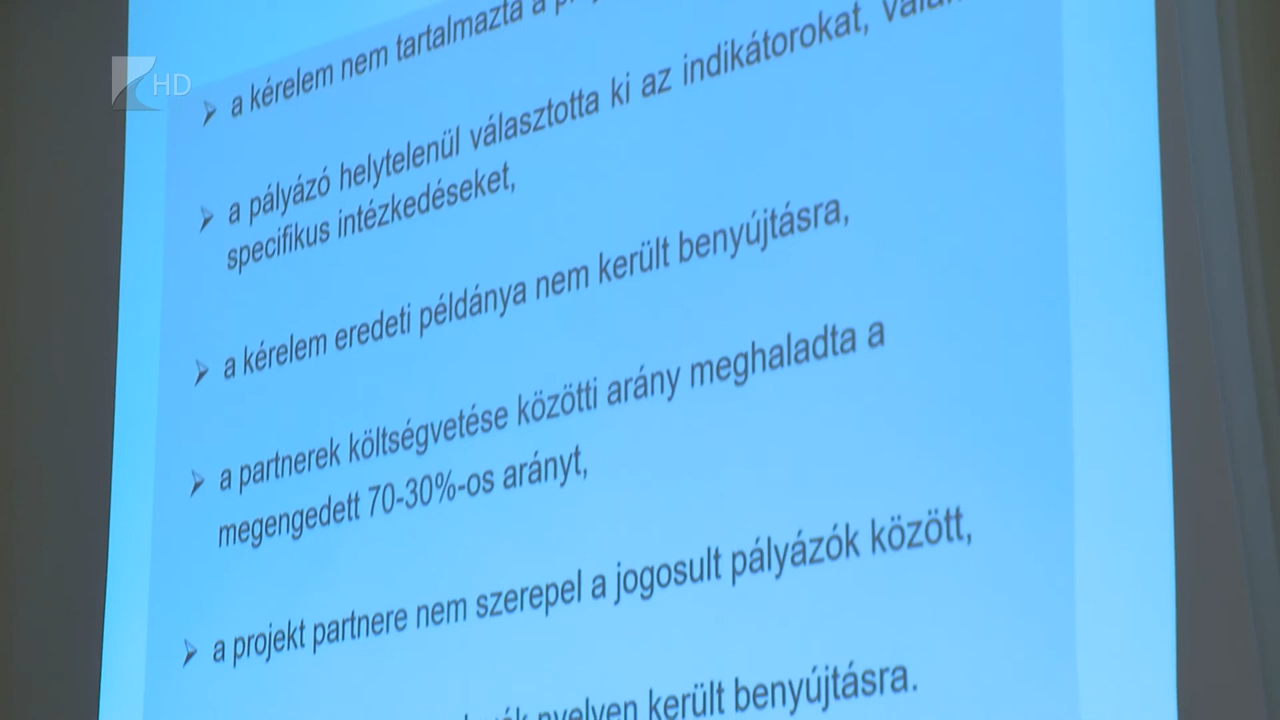 HD
➢ a kérelem nem tartalmazta a
➢ a pályázó helytelenül választotta ki az indikátorokat,
specifikus intézkedéseket,
➢ a kérelem eredeti példánya nem került benyújtásra,
➢ a partnerek költségvetése közötti arány meghaladta a
megengedett 70-30%-os arányt,
➢ a projekt partnere nem szerepel a jogosult pályázók között,
nyelven került benyújtásra.